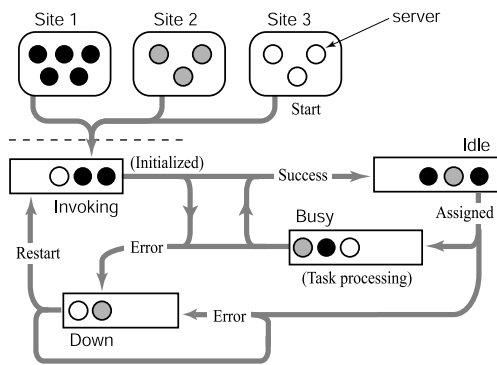 Site 1
Site 2
Site 3
server
Start
(Initialized)
Idle
Success
Invoking
Assigned
Busy
Restart
Error
(Task processing)
Error
Down